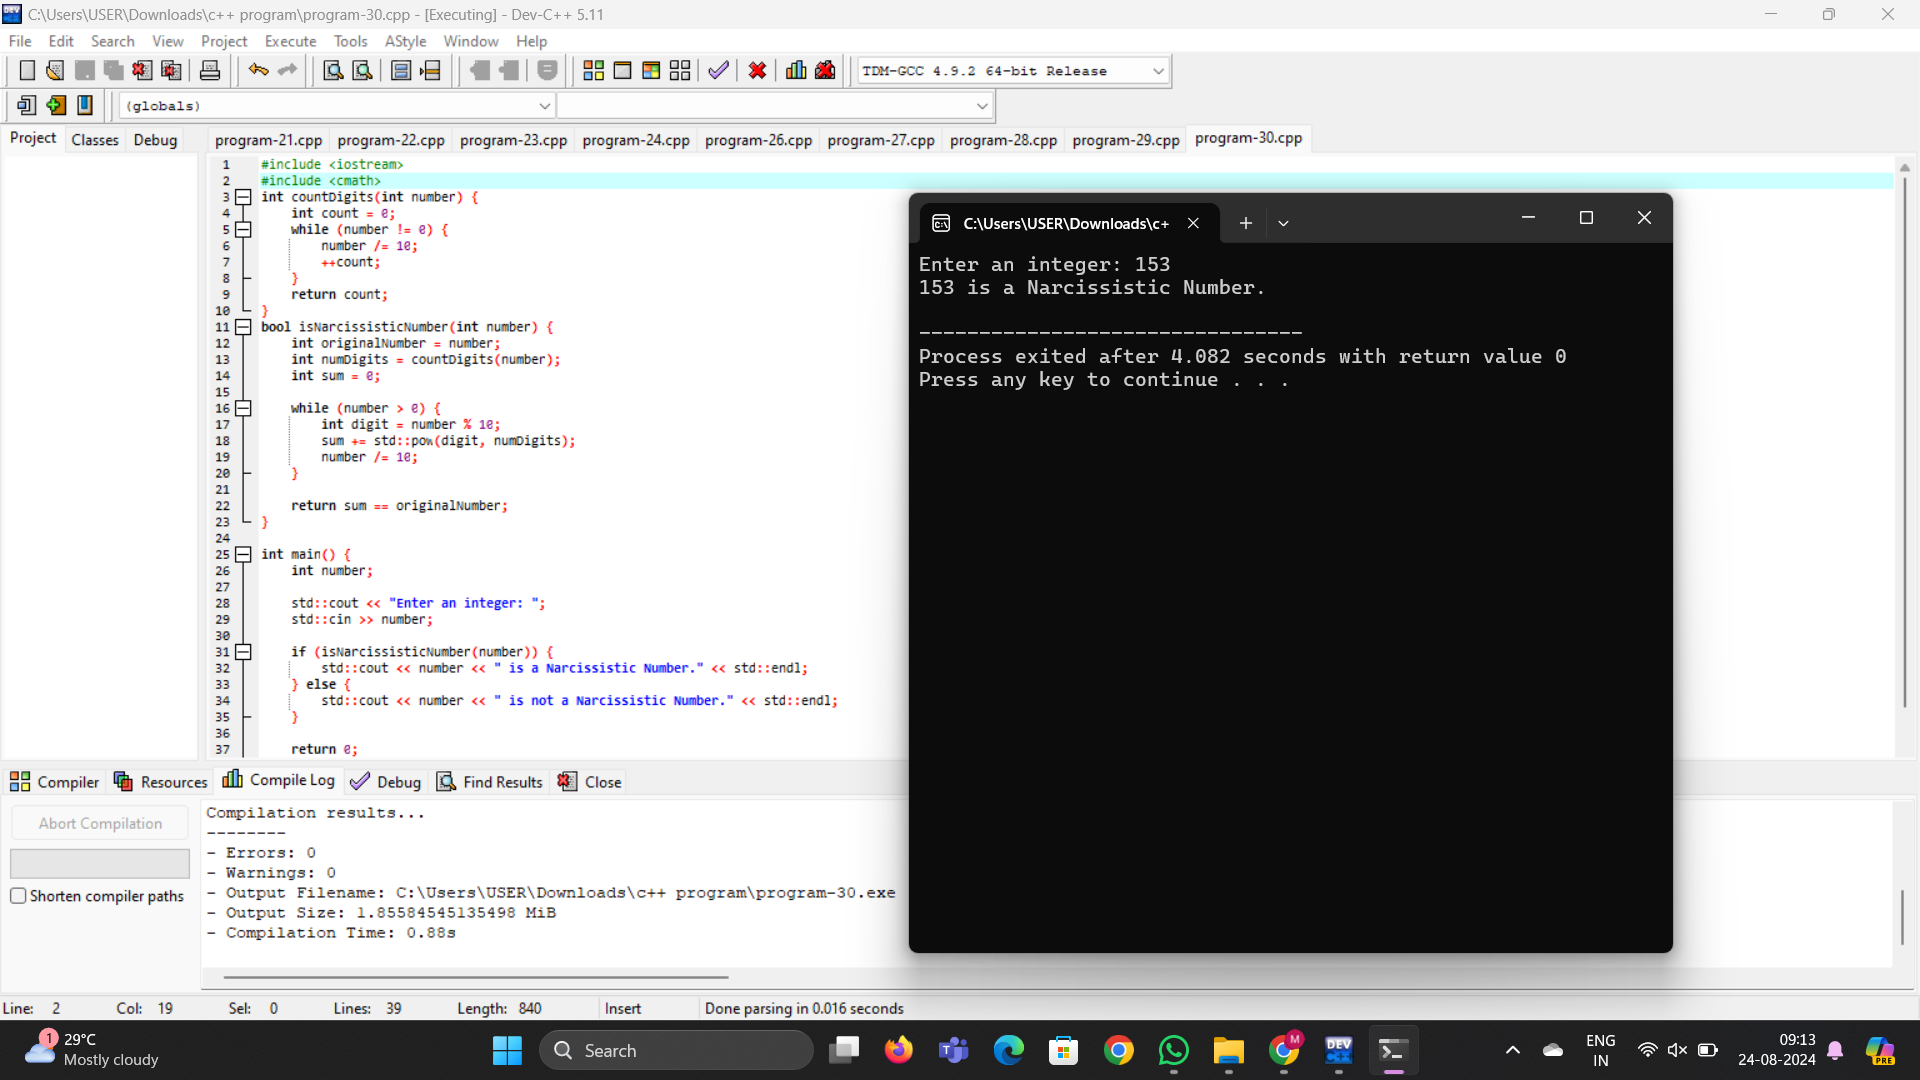 C:\Users\USER\Downloads\c++ program\program-30.cpp - [Executing] - Dev-C++ 5.11
File Edit Search View Project Execute Tools AStyle Window Help
TDM-GCC 4.9.2 64-bit Release
(globals)
Project Classes Debug
program-21.cpp program-22.cpp program-23.cpp program-24.cpp program-26.cpp program-27.cpp program-28.cpp program-29.cpp program-30.cpp
1 #include <iostream>
2 #include <cmath>
3 int countDigits(int number) {
4 int count = 0;
5 while (number != 0) {
6 number /= 10;
7 ++count;
8 }
9 return count;
10 }
11 bool isNarcissisticNumber(int number) {
12 int originalNumber = number;
13 int numDigits = countDigits(number);
14 int sum = 0;
15
16 while (number > 0) {
17 int digit = number % 10;
18 sum += std::pow(digit, numDigits);
19 number /= 10;
20 }
21
22 return sum == originalNumber;
23 }
24
25 int main() {
26 int number;
27
28 std::cout << "Enter an integer: ";
29 std::cin >> number;
30
31 if (isNarcissisticNumber(number)) {
32 std::cout << number << " is a Narcissistic Number." << std::endl;
33 } else {
34 std::cout << number << " is not a Narcissistic Number." << std::endl;
35 }
36
37 return 0;
C:\Users\USER\Downloads\c+
Enter an integer: 153
153 is a Narcissistic Number.
--------------------------------
Process exited after 4.082 seconds with return value 0
Press any key to continue . . .
Compiler Resources Compile Log Debug Find Results Close
Abort Compilation
Shorten compiler paths
Compilation results...
--------
- Errors: 0
- Warnings: 0
- Output Filename: C:\Users\USER\Downloads\c++ program\program-30.exe
- Output Size: 1.85584545135498 MiB
- Compilation Time: 0.88s
Line: 2 Col: 19 Sel: 0 Lines: 39 Length: 840 Insert Done parsing in 0.016 seconds
1
29°C
Mostly cloudy
Search
M
DEV
ENG
IN
09:13
24-08-2024
PRE